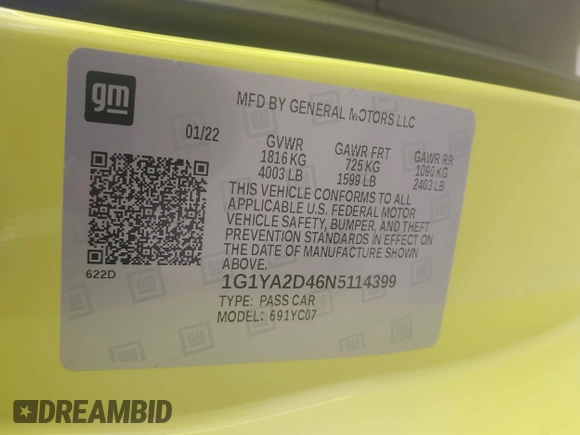 gm
MFD BY GENERAL MOTORS LLC
01/22
GVWR
1816 KG
4003 LB
GAWR FRT
725 KG
1599 LB
GAWR RR
1090 KG
2403 LB
THIS VEHICLE CONFORMS TO ALL
APPLICABLE U.S. FEDERAL MOTOR
VEHICLE SAFETY, BUMPER, AND THEFT
PREVENTION STANDARDS IN EFFECT ON
THE DATE OF MANUFACTURE SHOWN
ABOVE.
622D
1G1YA2D46N5114399
TYPE: PASS CAR
MODEL: 691YC07
DREAMBID